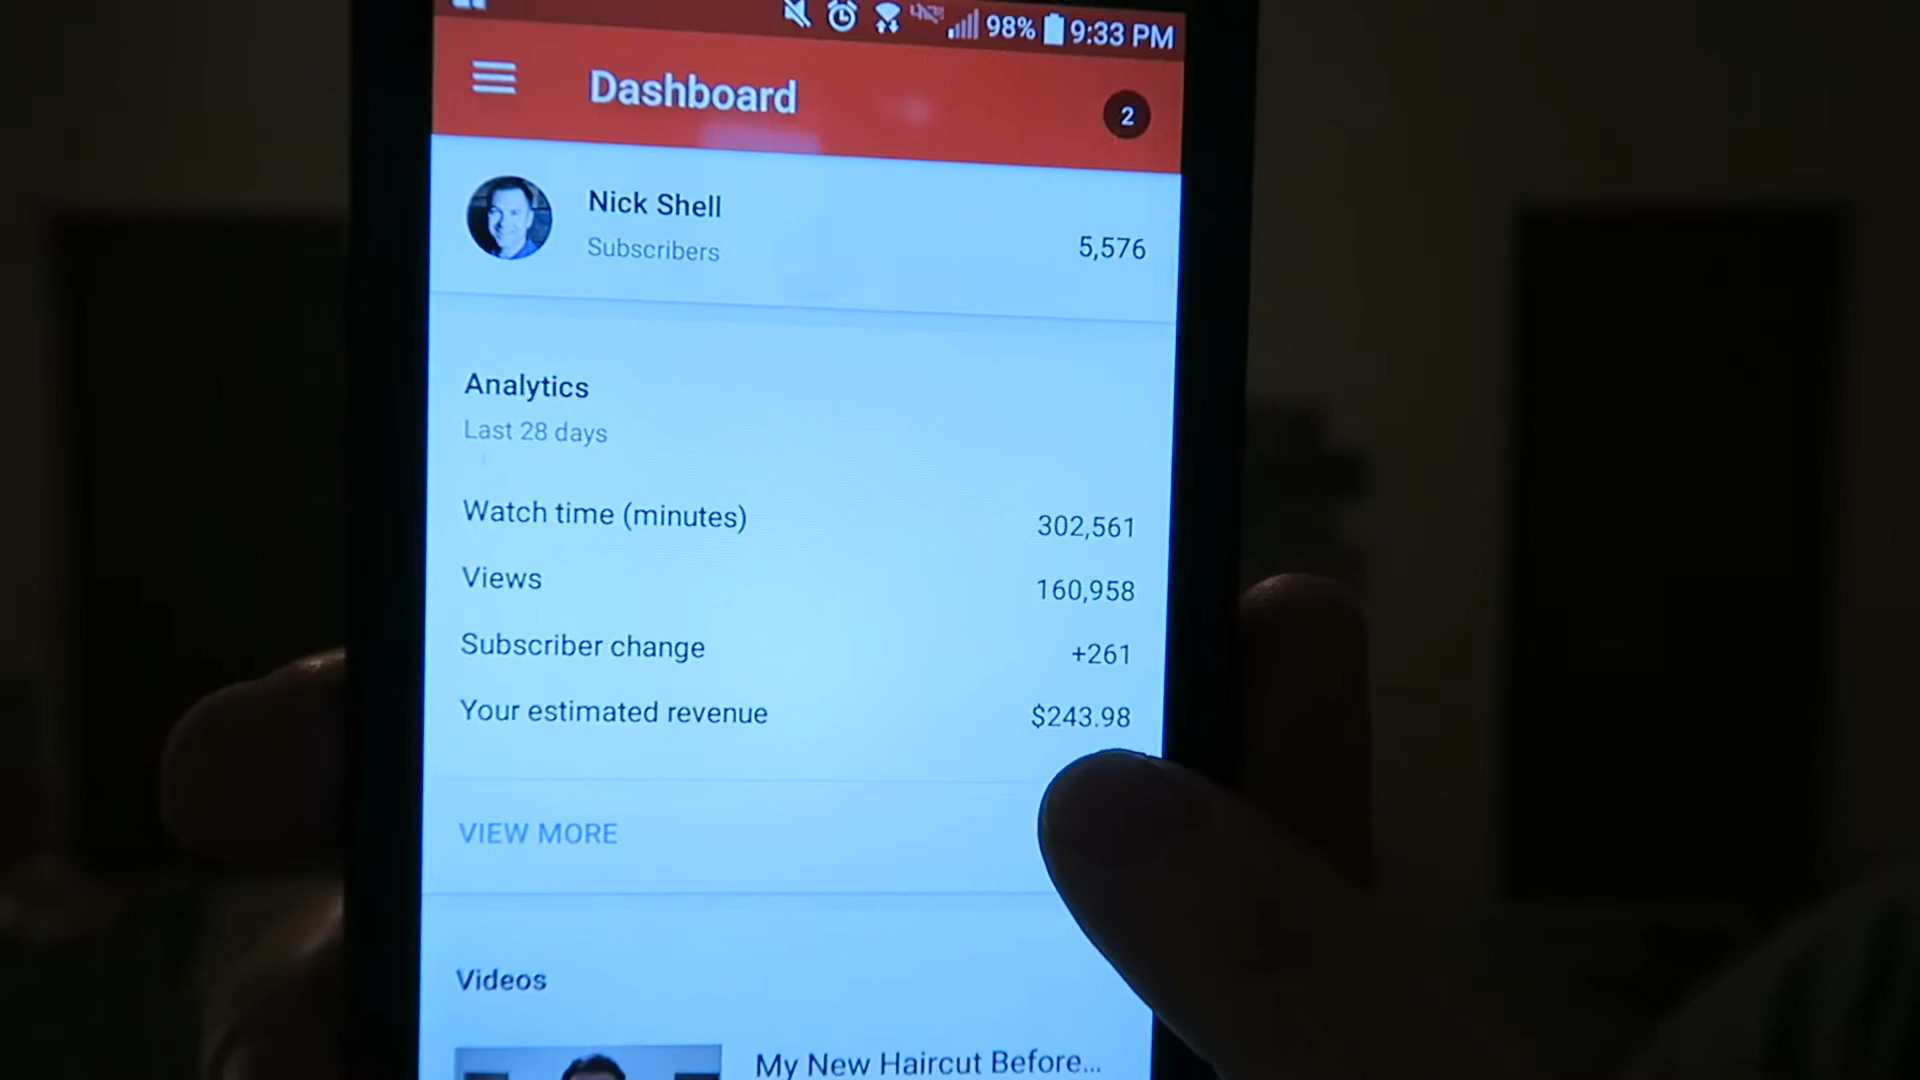 98% 9:33 PM
Dashboard
2
Nick Shell
Subscribers
5,576
Analytics
Last 28 days
Watch time (minutes) 302,561
Views 160,958
Subscriber change +261
Your estimated revenue $243.98
VIEW MORE
Videos
My New Haircut Before...